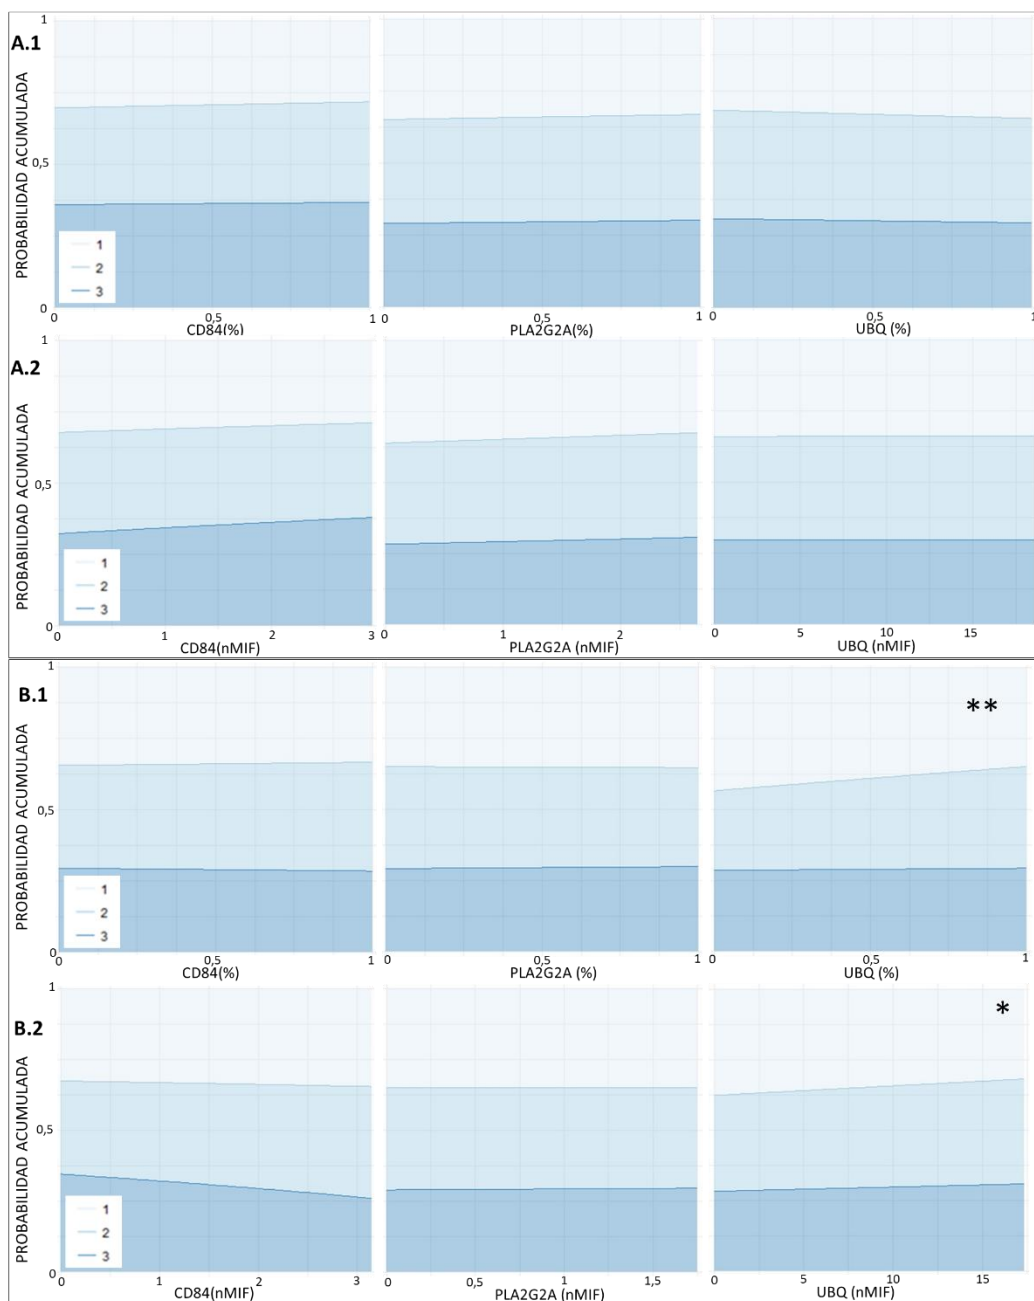 A.1
PROBABILIDAD ACUMULADA
1
0,5
0
1
2
3
0,5 1
CD84(%)
0 0,5 1
PLA2G2A(%)
0 0,5 1
UBQ (%)
A.2
PROBABILIDAD ACUMULADA
1
0,5
0
1
2
3
0 1 2 3
CD84(nMIF)
0 1 2
PLA2G2A (nMIF)
0 5 10 15
UBQ (nMIF)
B.1
**
PROBABILIDAD ACUMULADA
1
0,5
0
1
2
3
0 0,5 1
CD84(%)
0 0,5 1
PLA2G2A (%)
0 0,5 1
UBQ (%)
B.2
*
PROBABILIDAD ACUMULADA
1
0,5
0
1
2
3
0 1 2 3
CD84(nMIF)
0 0,5 1 1,5
PLA2G2A (nMIF)
0 5 10 15
UBQ (nMIF)